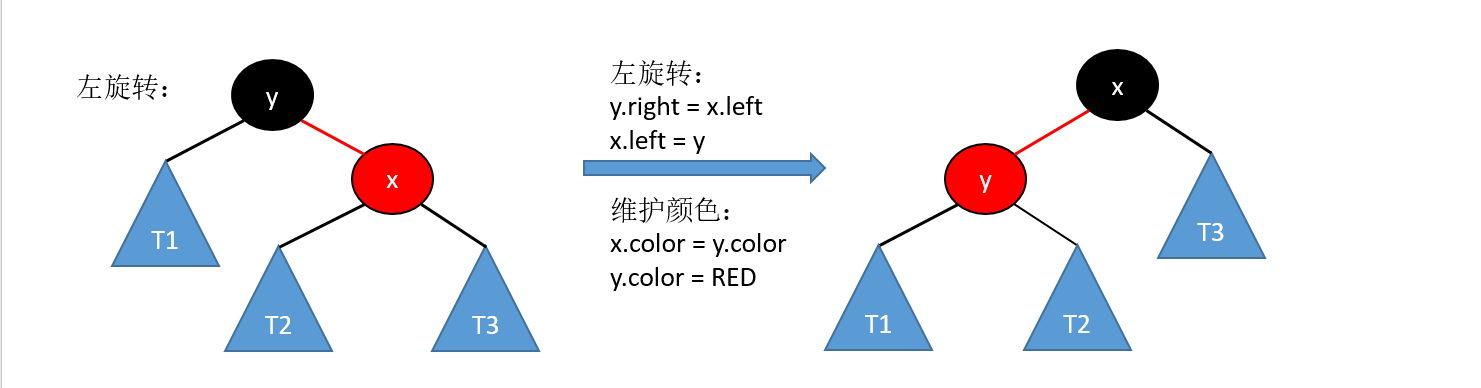 左旋转：
y
x
T1
T2
T3
左旋转：
y.right = x.left
x.left = y
维护颜色：
x.color = y.color
y.color = RED
x
y
T3
T1
T2